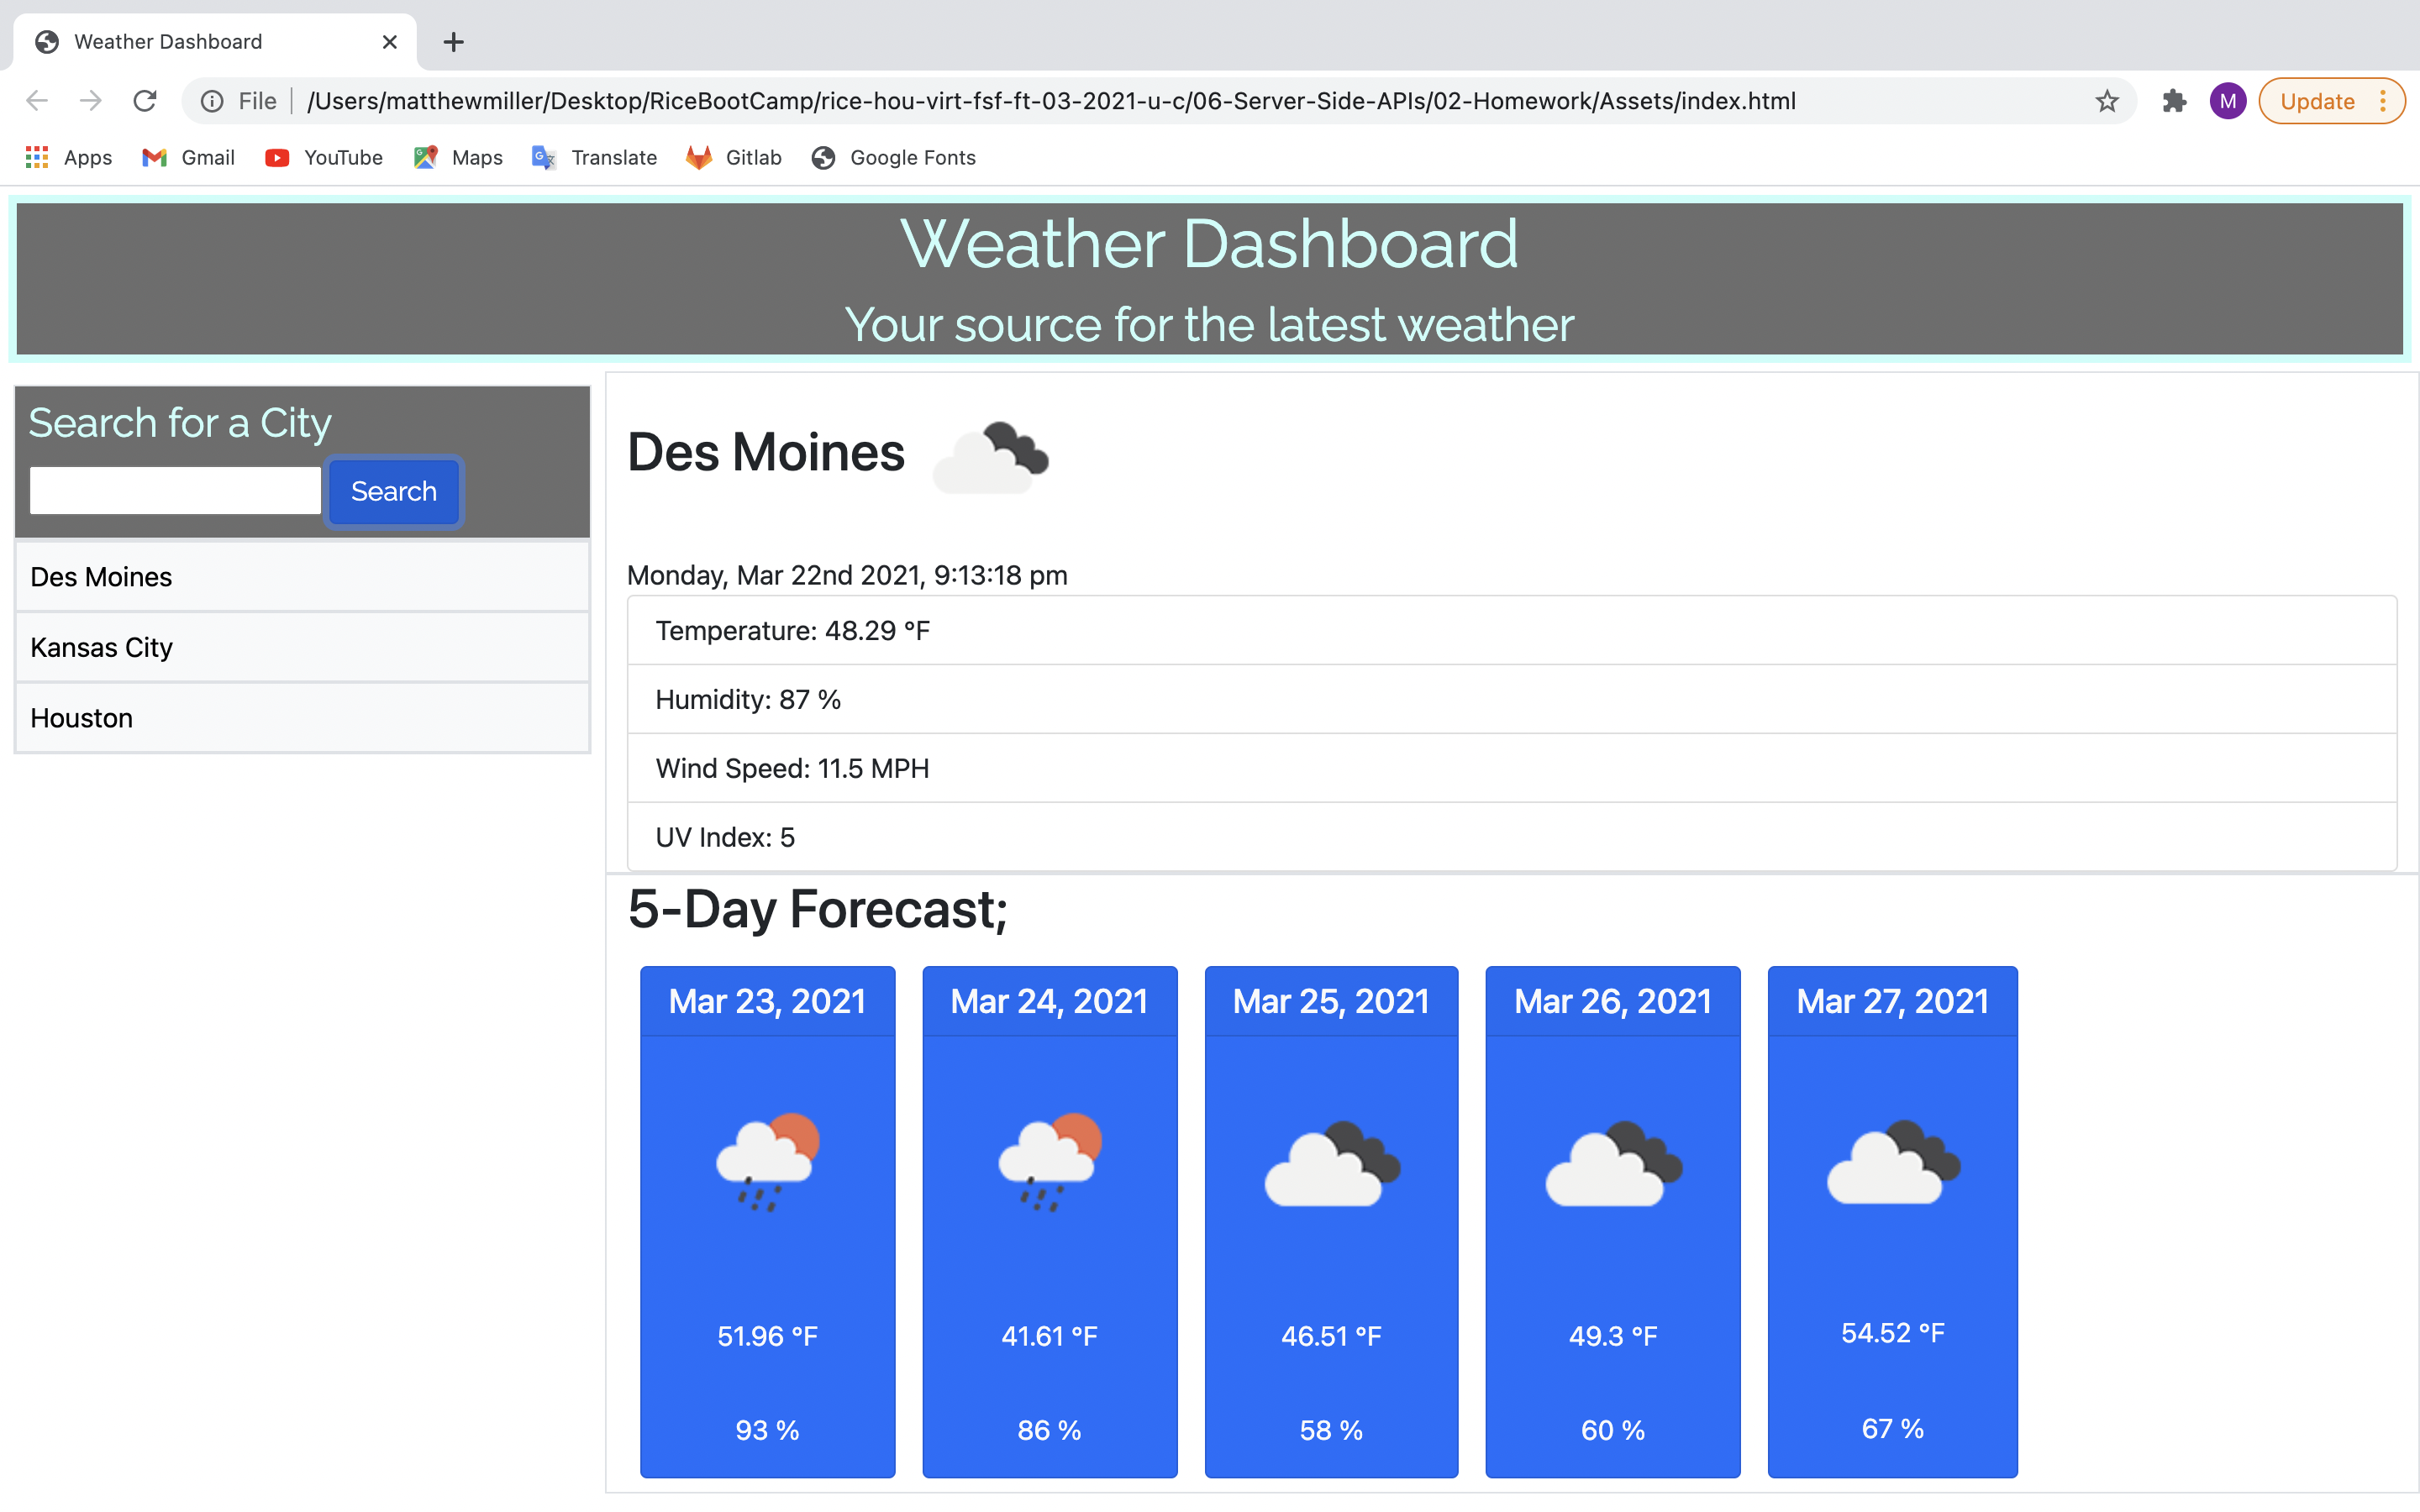 Weather Dashboard
File /Users/matthewmiller/Desktop/RiceBootCamp/rice-hou-virt-fsf-ft-03-2021-u-c/06-Server-Side-APIs/02-Homework/Assets/index.html M Update
Apps Gmail YouTube Maps Translate Gitlab Google Fonts
Weather Dashboard
Your source for the latest weather
Search for a City
Search
Des Moines
Kansas City
Houston
Des Moines
Monday, Mar 22nd 2021, 9:13:18 pm
Temperature: 48.29 °F
Humidity: 87 %
Wind Speed: 11.5 MPH
UV Index: 5
5-Day Forecast;
Mar 23, 2021
51.96 °F
93 %
Mar 24, 2021
41.61 °F
86 %
Mar 25, 2021
46.51 °F
58 %
Mar 26, 2021
49.3 °F
60 %
Mar 27, 2021
54.52 °F
67 %